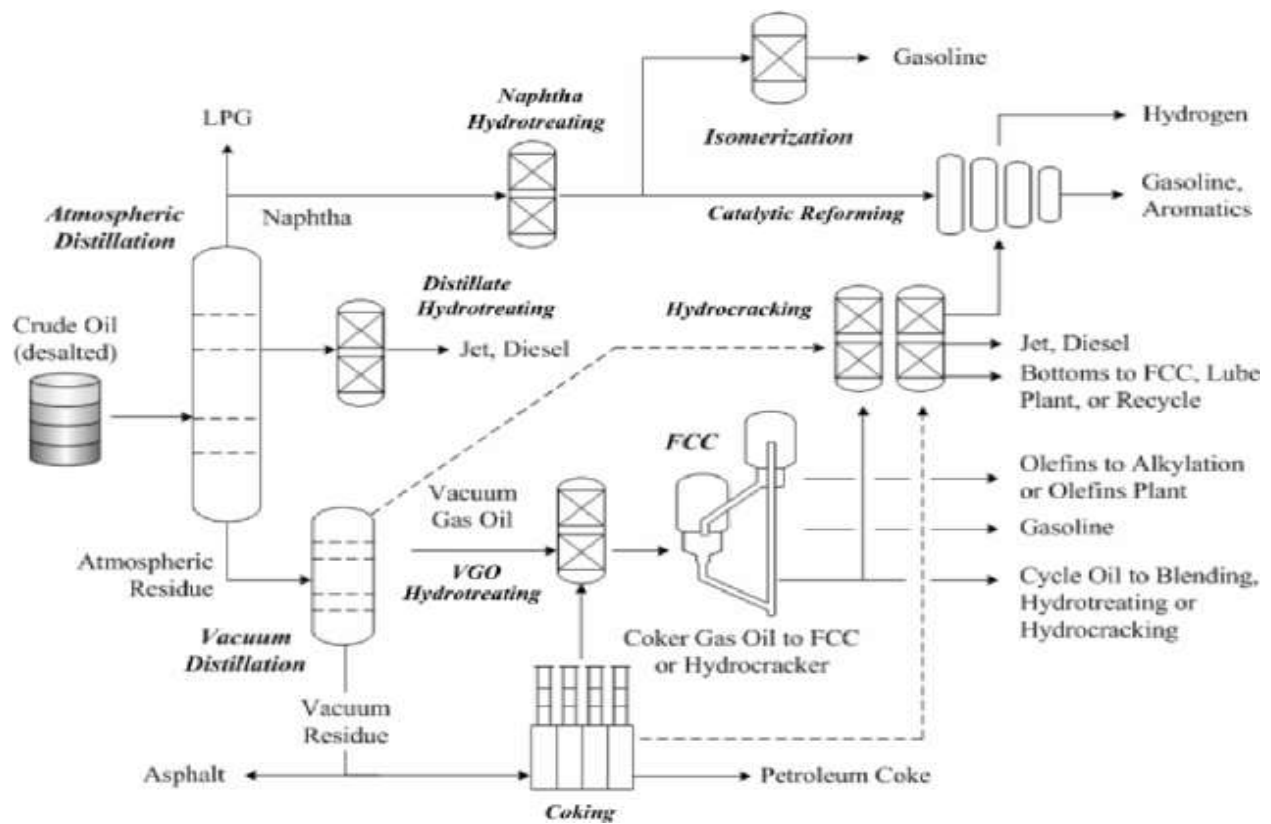 Gasoline
Naphtha
Hydrotreating
LPG
Isomerization
Hydrogen
Gasoline,
Aromatics
Atmospheric
Distillation
Naphtha
Catalytic Reforming
Distillate
Hydrotreating
Hydrocracking
Crude Oil
(desalted)
Jet, Diesel
Jet, Diesel
Bottoms to FCC, Lube
Plant, or Recycle
FCC
Vacuum
Gas Oil
Olefins to Alkylation
or Olefins Plant
Gasoline
Atmospheric
Residue
VGO
Hydrotreating
Cycle Oil to Blending,
Hydrotreating or
Hydrocracking
Vacuum
Distillation
Coker Gas Oil to FCC
or Hydrocracker
Vacuum
Residue
Asphalt
Petroleum Coke
Coking